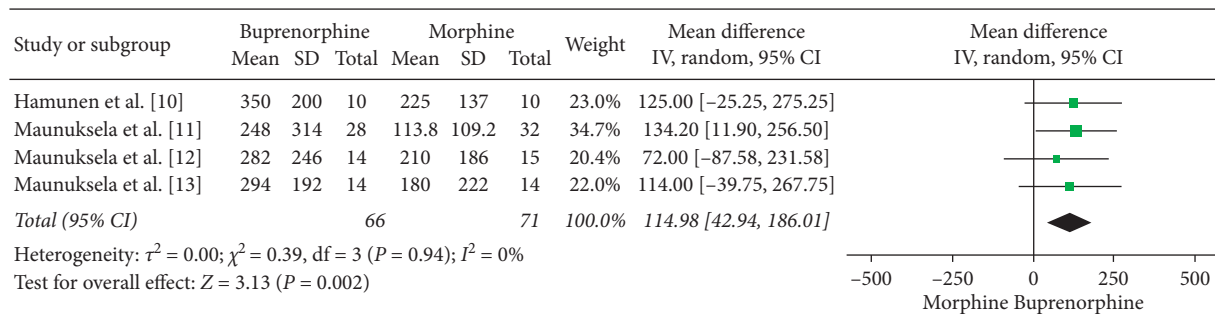 Study or subgroup Buprenorphine Morphine Weight Mean difference Mean difference
Mean SD Total Mean SD Total IV, random, 95% CI IV, random, 95% CI
Hamunen et al. [10] 350 200 10 225 137 10 23.0% 125.00 [–25.25, 275.25]
Maunuksela et al. [11] 248 314 28 113.8 109.2 32 34.7% 134.20 [11.90, 256.50]
Maunuksela et al. [12] 282 246 14 210 186 15 20.4% 72.00 [–87.58, 231.58]
Maunuksela et al. [13] 294 192 14 180 222 14 22.0% 114.00 [–39.75, 267.75]
Total (95% CI) 66 71 100.0% 114.98 [42.94, 186.01]
Heterogeneity: τ² = 0.00; χ² = 0.39, df = 3 (P = 0.94); I² = 0%
Test for overall effect: Z = 3.13 (P = 0.002)
–500 –250 0 250 500
Morphine Buprenorphine